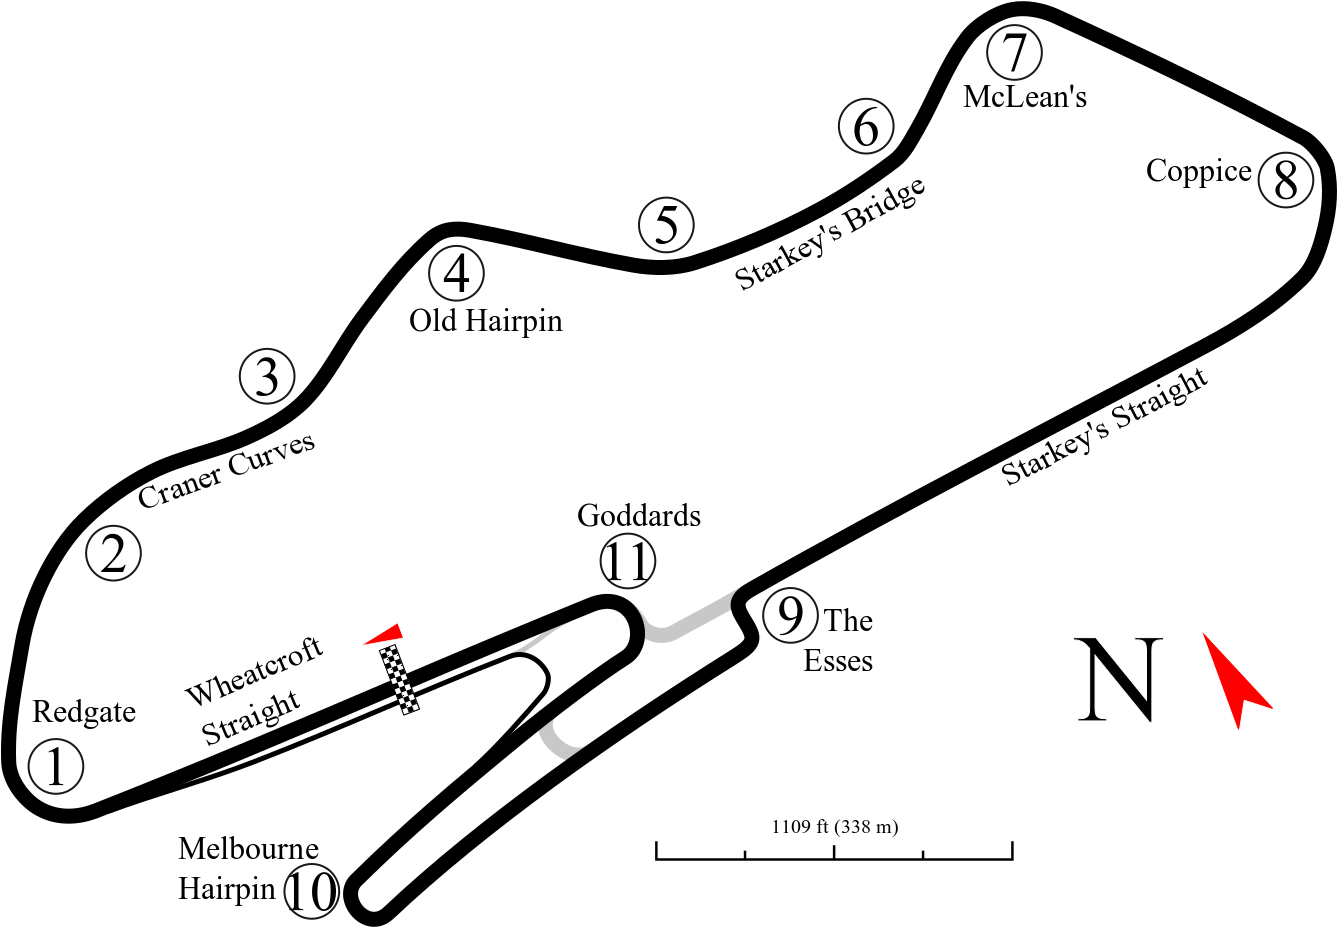 7
McLean's
6
Coppice
8
5
Starkey's Bridge
4
Old Hairpin
3
Starkey's Straight
Craner Curves
2
Goddards
11
9
The
Esses
Wheatcroft
Straight
N
Redgate
1
1109 ft (338 m)
Melbourne
Hairpin
10